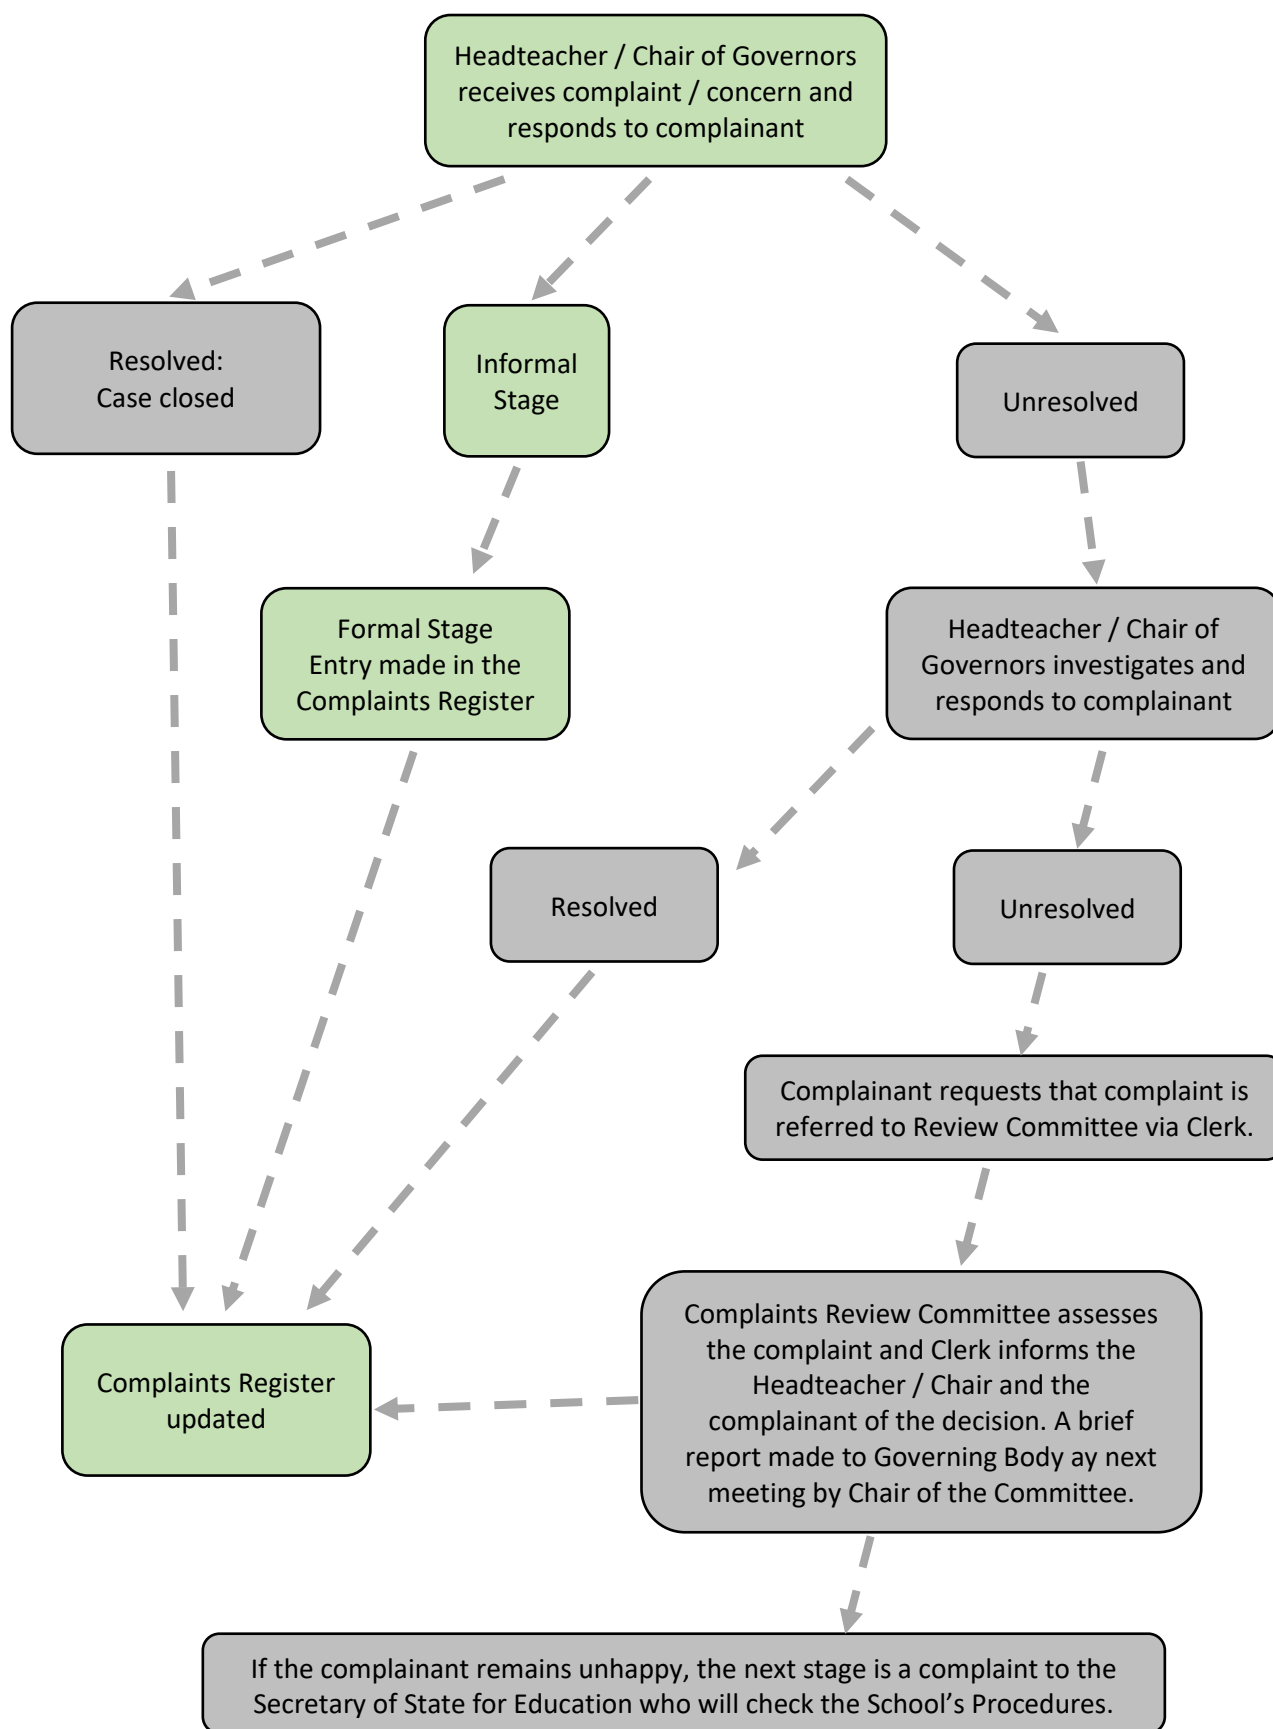 Headteacher / Chair of Governors
receives complaint / concern and
responds to complainant
Resolved:
Case closed
Informal
Stage
Unresolved
Formal Stage
Entry made in the
Complaints Register
Headteacher / Chair of
Governors investigates and
responds to complainant
Resolved
Unresolved
Complainant requests that complaint is
referred to Review Committee via Clerk.
Complaints Review Committee assesses
the complaint and Clerk informs the
Headteacher / Chair and the
complainant of the decision. A brief
report made to Governing Body ay next
meeting by Chair of the Committee.
Complaints Register
updated
If the complainant remains unhappy, the next stage is a complaint to the
Secretary of State for Education who will check the School’s Procedures.